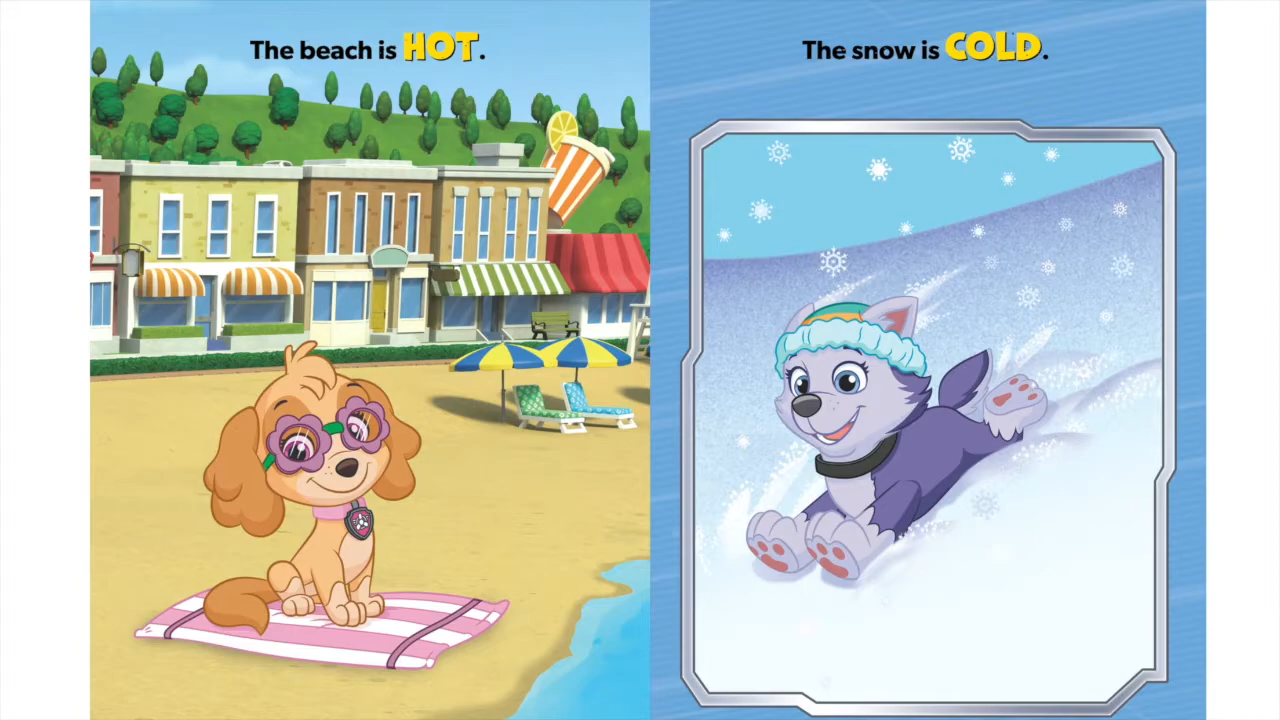 The beach is HOT.
The snow is COLD.